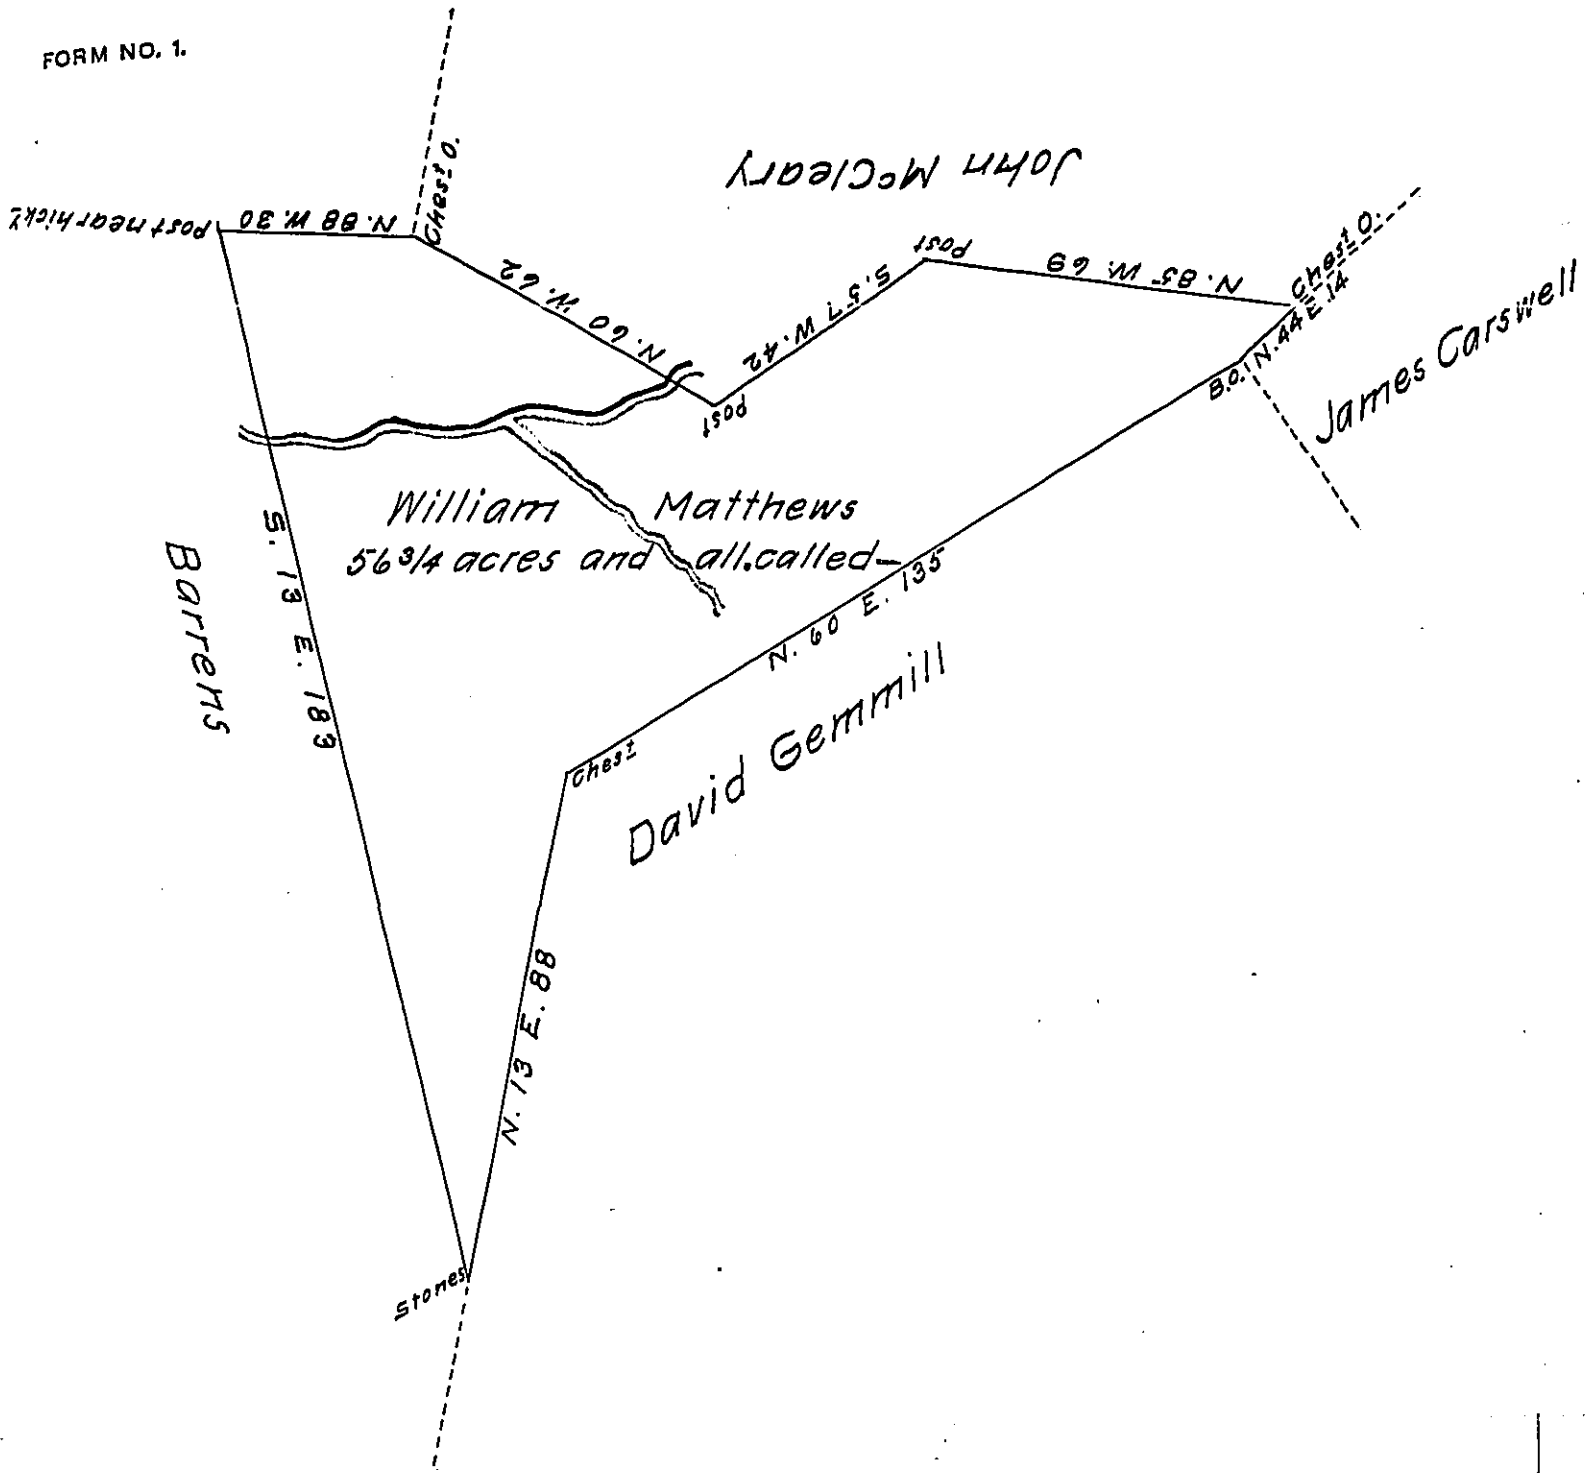 FORM NO. 1.
John McCleary
Post near hick.y
N. 88 W. 30
Chest O.
N. 60 W. 62
Post
S. 57 W. 42
Post
N. 85 W. 69
Chest O.
N. 44 E. 14
B.O.
James Carswell
William Matthews
56 3/4 acres and all. called
Barrens
S. 13 E. 183
N. 60 E. 135
David Gemmill
Chest
N. 13 E. 88
Stones